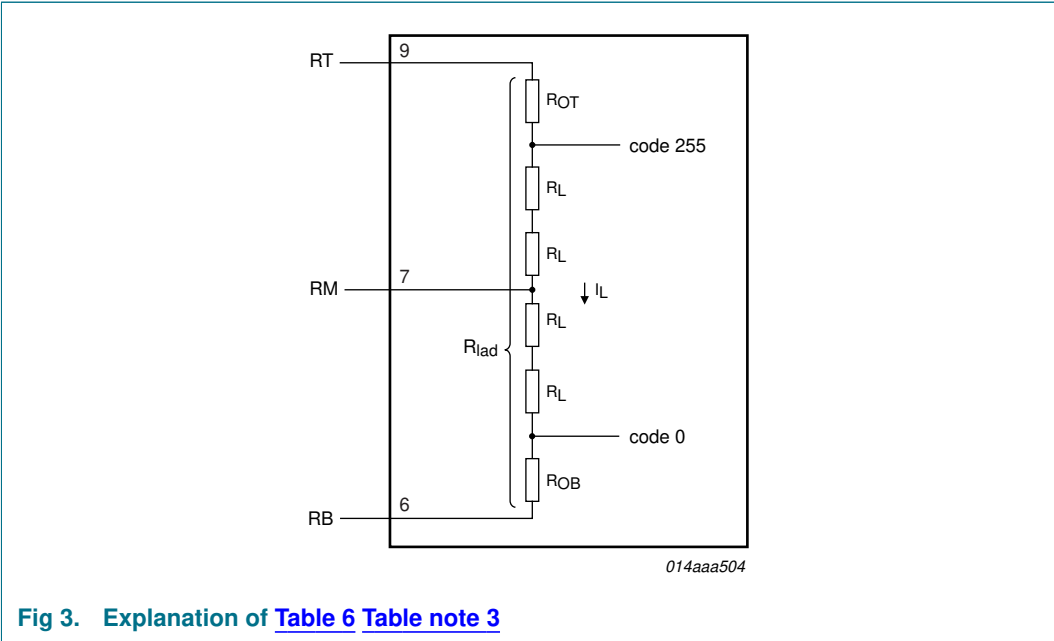 9
RT
ROT
code 255
RL
RL
7
RM
IL
RL
Rlad
RL
code 0
ROB
6
RB
014aaa504
Fig 3. Explanation of Table 6 Table note 3